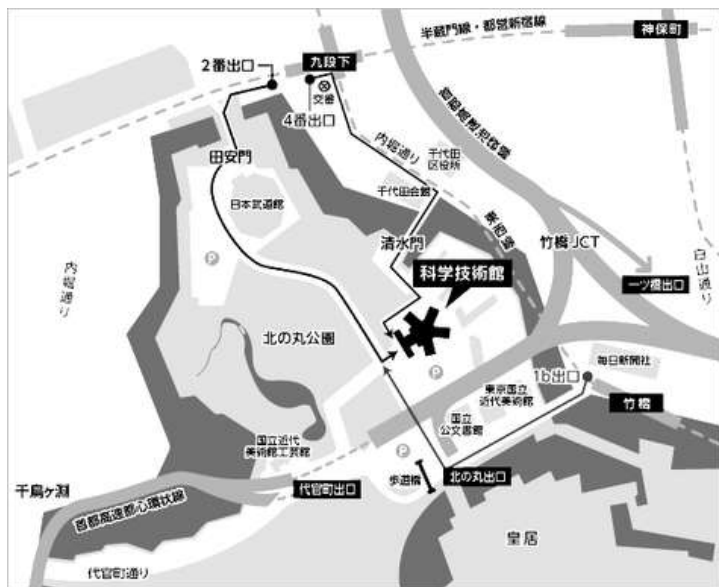 半蔵門線・都営新宿線
神保町
九段下
2番出口
交番
4番出口
首都高速池袋線
内堀通り
千代田
区役所
田安門
千代田会館
日本武道館
東西線
清水門
竹橋JCT
白山通り
内堀通り
P
科学技術館
一ツ橋出口
北の丸公園
毎日新聞社
P
1b出口
東京国立
近代美術館
竹橋
国立
公文書館
国立近代
美術館工芸館
P
歩道橋
北の丸出口
代官町出口
千鳥ヶ淵
首都高速都心環状線
皇居
代官町通り